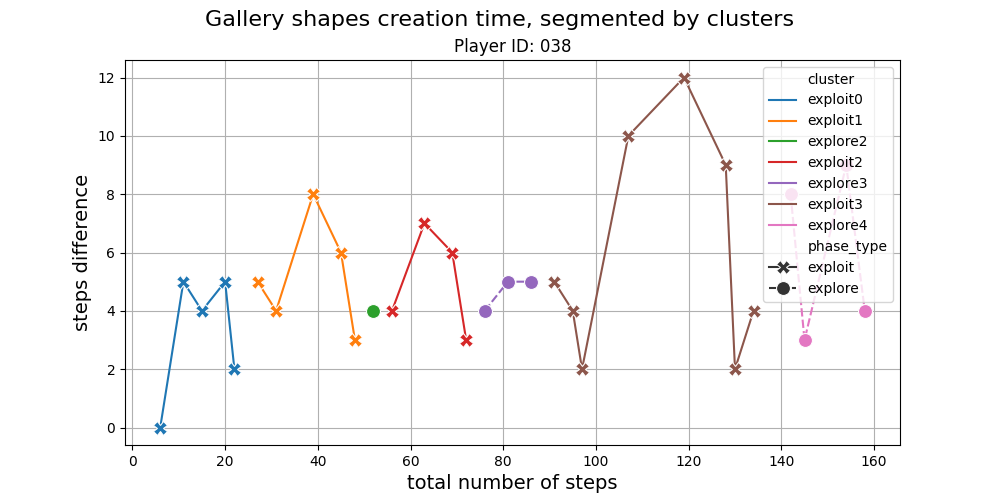 Gallery shapes creation time, segmented by clusters
Player ID: 038
steps difference
12
10
8
6
4
2
0
cluster
exploit0
exploit1
explore2
exploit2
explore3
exploit3
explore4
phase_type
exploit
explore
0 20 40 60 80 100 120 140 160
total number of steps